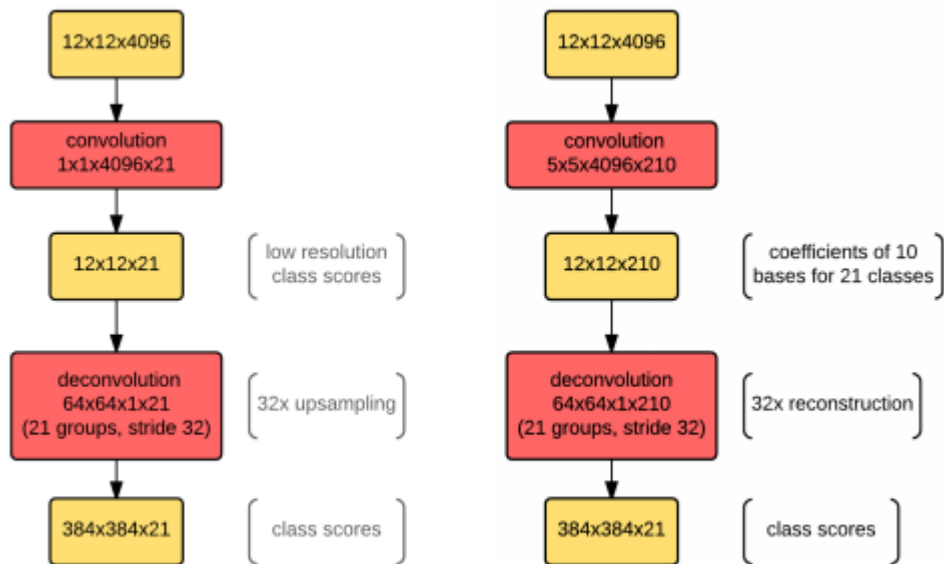 12x12x4096
convolution
1x1x4096x21
12x12x21
low resolution
class scores
deconvolution
64x64x1x21
(21 groups, stride 32)
32x upsampling
384x384x21
class scores
12x12x4096
convolution
5x5x4096x210
12x12x210
coefficients of 10
bases for 21 classes
deconvolution
64x64x1x210
(21 groups, stride 32)
32x reconstruction
384x384x21
class scores